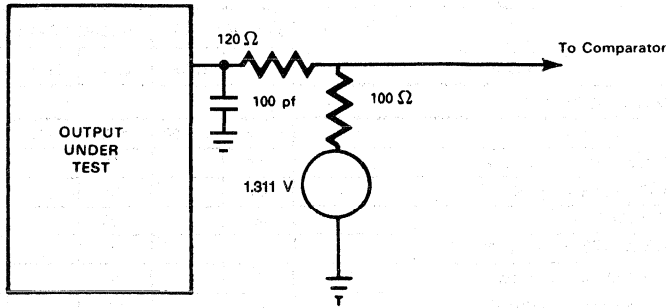 120 Ω
To Comparator
100 pf
100 Ω
OUTPUT
UNDER
TEST
1.311 V
T